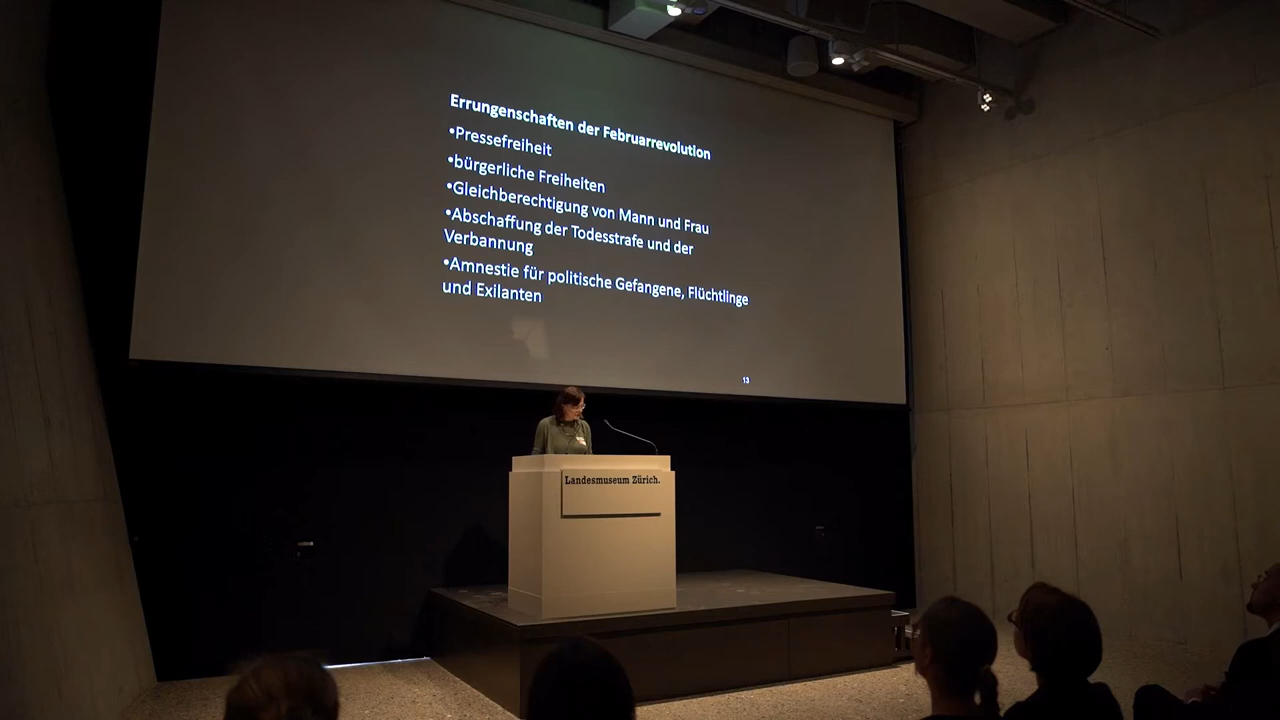 Errungenschaften der Februarrevolution
•Pressefreiheit
•bürgerliche Freiheiten
•Gleichberechtigung von Mann und Frau
•Abschaffung der Todesstrafe und der
Verbannung
•Amnestie für politische Gefangene, Flüchtlinge
und Exilanten
13
Landesmuseum Zürich.